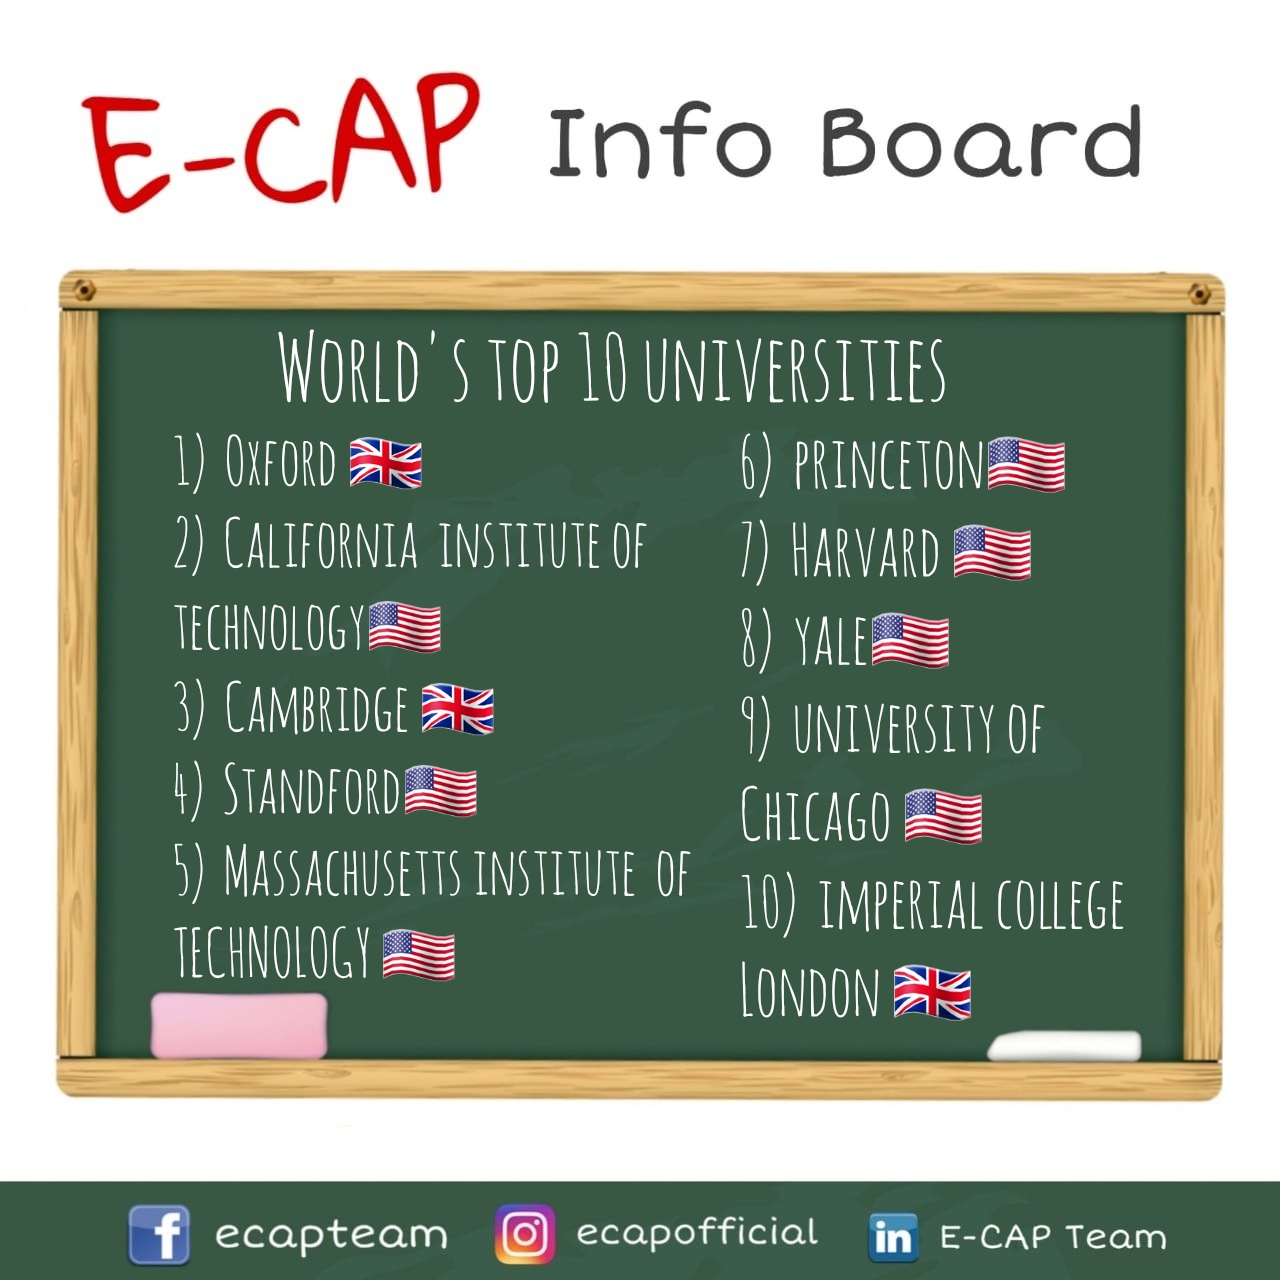 E-CAP Info Board
World's top 10 universities
1) Oxford
2) California institute of
technology
3) Cambridge
4) Standford
5) Massachusetts institute of
technology
6) princeton
7) Harvard
8) yale
9) university of
Chicago
10) imperial college
London
ecapteam
ecapofficial
in
E-CAP Team